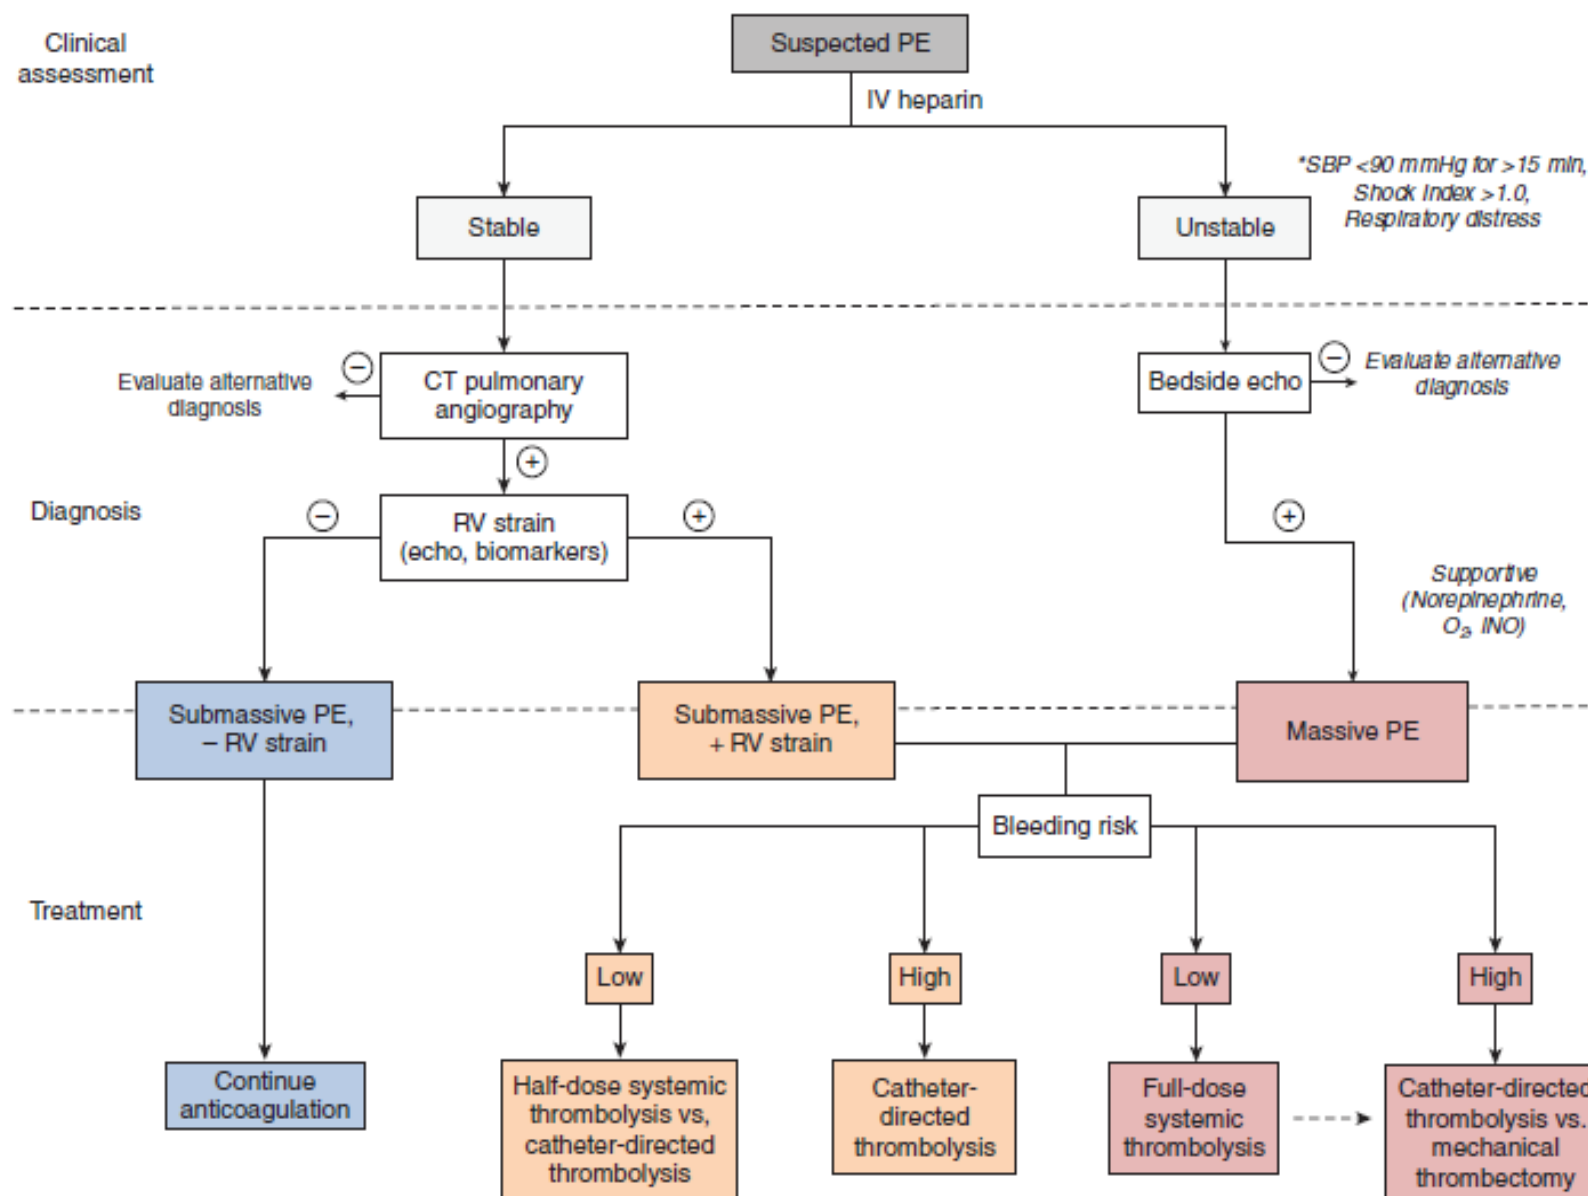 Clinical
assessment
Suspected PE
IV heparin
*SBP <90 mmHg for >15 min,
Shock Index >1.0,
Respiratory distress
Stable
Unstable
Evaluate alternative
diagnosis
−
CT pulmonary
angiography
Bedside echo
−
Evaluate alternative
diagnosis
+
Diagnosis
−
RV strain
(echo, biomarkers)
+
+
Supportive
(Norepinephrine,
O₂, INO)
Submassive PE,
– RV strain
Submassive PE,
+ RV strain
Massive PE
Bleeding risk
Treatment
Low
High
Low
High
Continue
anticoagulation
Half-dose systemic
thrombolysis vs,
catheter-directed
thrombolysis
Catheter-
directed
thrombolysis
Full-dose
systemic
thrombolysis
Catheter-directed
thrombolysis vs.
mechanical
thrombectomy